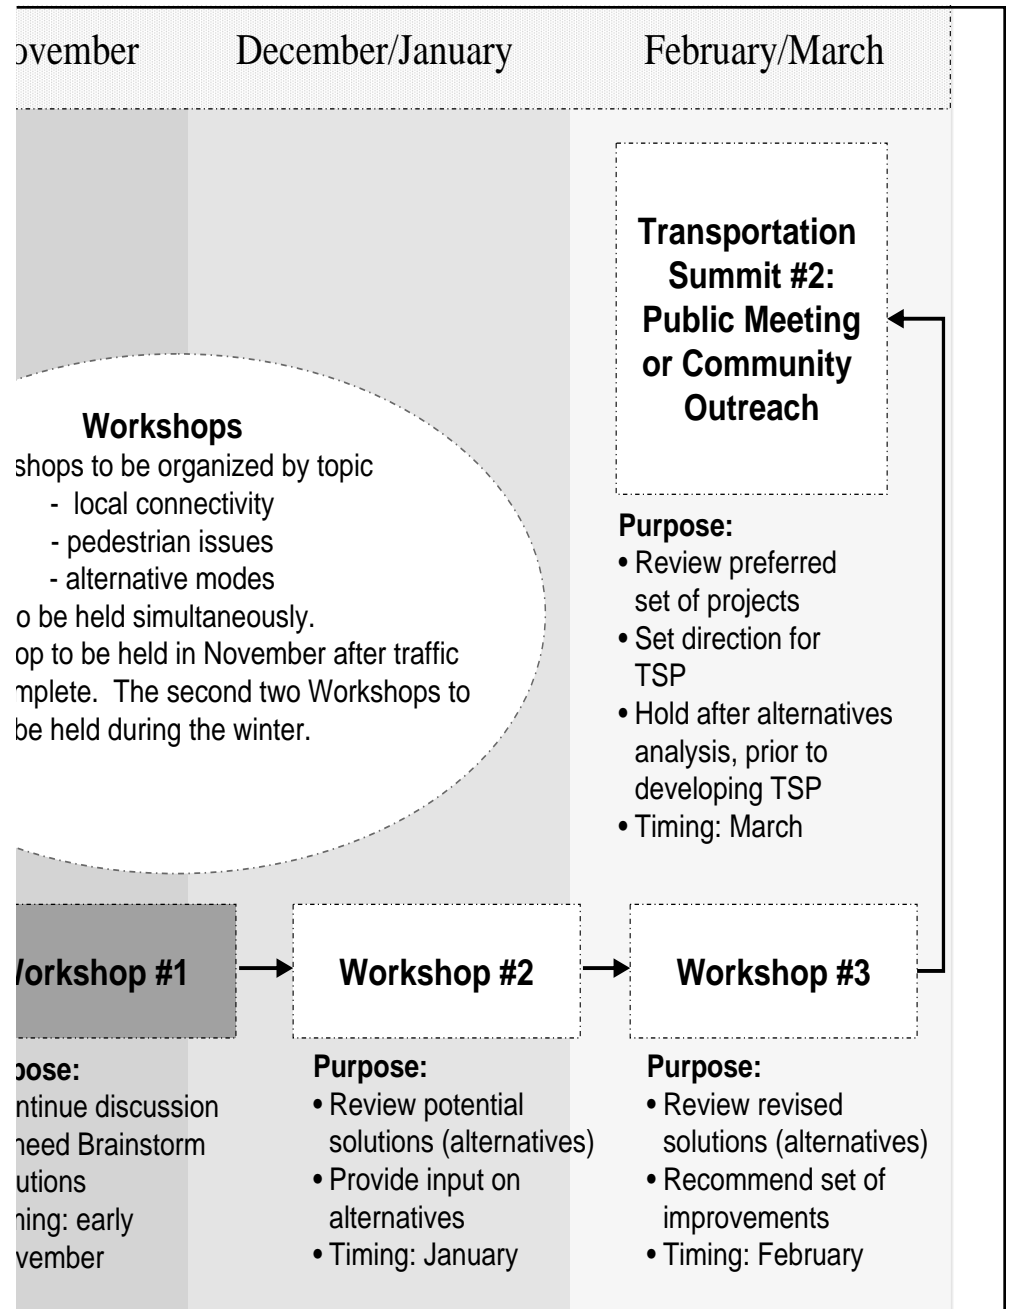 ovember December/January February/March
Transportation
Summit #2:
Public Meeting
or Community
Outreach
Workshops
shops to be organized by topic
- local connectivity
- pedestrian issues
- alternative modes
o be held simultaneously.
op to be held in November after traffic
mplete. The second two Workshops to
be held during the winter.
Purpose:
• Review preferred
set of projects
• Set direction for
TSP
• Hold after alternatives
analysis, prior to
developing TSP
• Timing: March
Workshop #1
pose:
ntinue discussion
need Brainstorm
utions
ning: early
vember
Workshop #2
Purpose:
• Review potential
solutions (alternatives)
• Provide input on
alternatives
• Timing: January
Workshop #3
Purpose:
• Review revised
solutions (alternatives)
• Recommend set of
improvements
• Timing: February